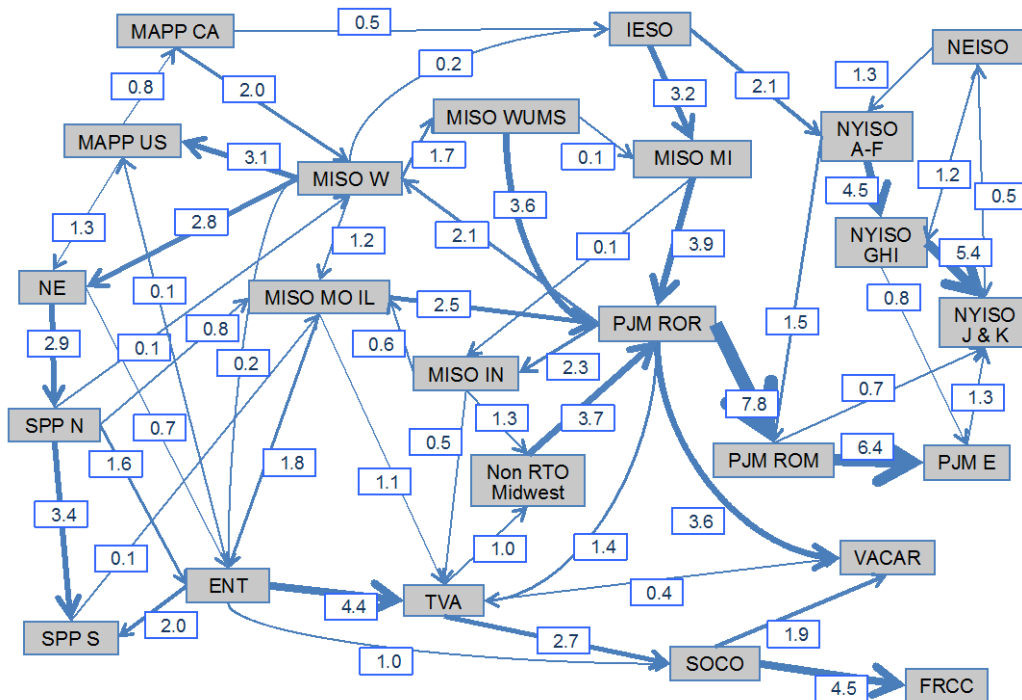 MAPP CA
0.5
IESO
NEISO
0.8
2.0
0.2
3.2
2.1
1.3
MAPP US
MISO WUMS
NYISO
A-F
3.1
1.7
0.1
MISO MI
MISO W
4.5
1.2
0.5
1.3
2.8
1.2
2.1
3.6
0.1
3.9
NYISO
GHI
5.4
NE
0.1
MISO MO IL
2.5
PJM ROR
0.8
NYISO
J & K
2.9
0.1
0.8
0.2
0.6
MISO IN
2.3
1.5
0.7
1.3
SPP N
0.7
0.5
1.3
3.7
7.8
1.6
1.8
1.1
Non RTO
Midwest
PJM ROM
6.4
PJM E
3.4
0.1
1.0
1.4
3.6
VACAR
ENT
4.4
TVA
0.4
SPP S
2.0
1.0
2.7
SOCO
1.9
4.5
FRCC